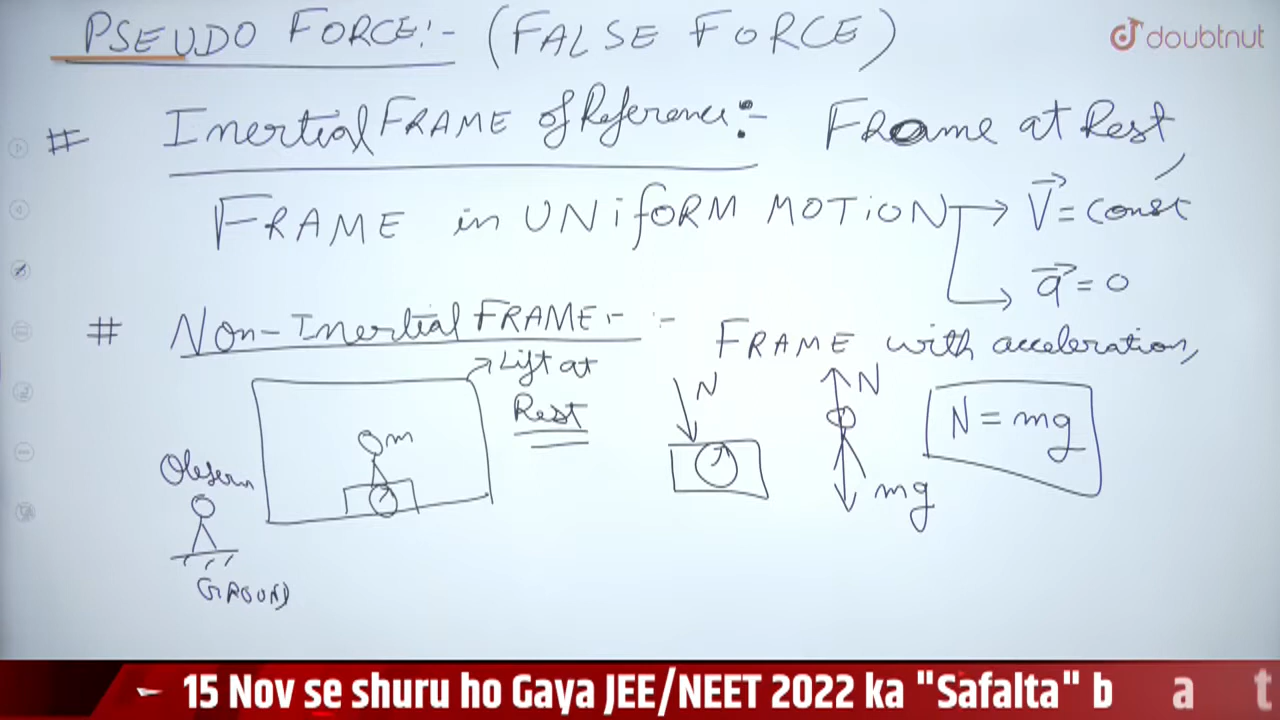 PSEUDO FORCE:- (FALSE FORCE)
doubtnut
# Inertial FRAME of Reference:- FRame at Rest,
FRAME in UNiFORM MOTiON → V⃗ = const
a⃗ = 0
# Non-Inertial FRAME:- :- FRAME with acceleration,
Lift at
Rest
m
N
N
mg
N = mg
Observ
GROUND
15 Nov se shuru ho Gaya JEE/NEET 2022 ka "Safalta" b a t